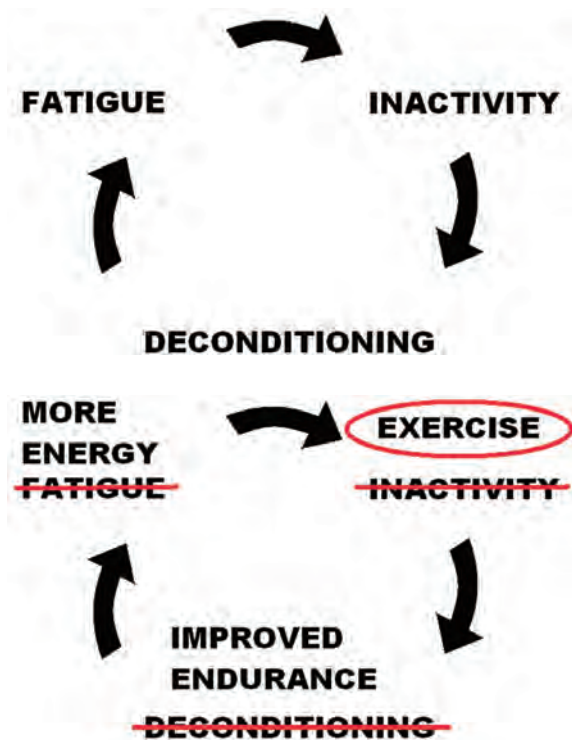 FATIGUE
INACTIVITY
DECONDITIONING
MORE
ENERGY
FATIGUE
EXERCISE
INACTIVITY
IMPROVED
ENDURANCE
DECONDITIONING